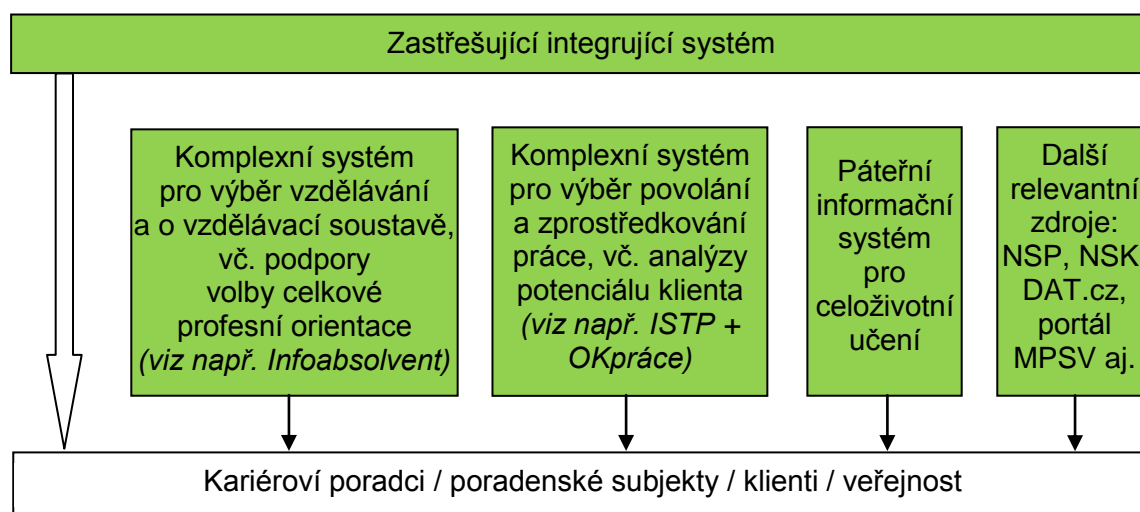 Zastřešující integrující systém
Komplexní systém
pro výběr vzdělávání
a o vzdělávací soustavě,
vč. podpory
volby celkové
profesní orientace
(viz např. Infoabsolvent)
Komplexní systém
pro výběr povolání
a zprostředkování
práce, vč. analýzy
potenciálu klienta
(viz např. ISTP +
OKpráce)
Páteřní
informační
systém
pro
celoživotní
učení
Další
relevantní
zdroje:
NSP, NSK,
DAT.cz,
portál
MPSV aj.
Kariéroví poradci / poradenské subjekty / klienti / veřejnost